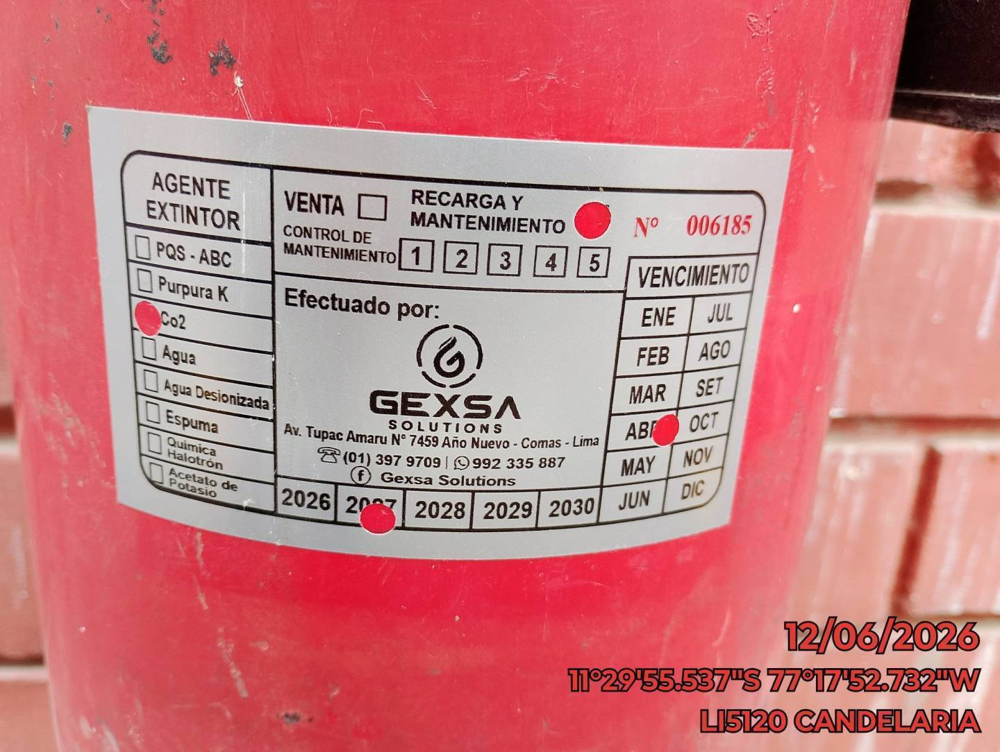 AGENTE
EXTINTOR
PQS - ABC
Purpura K
Co2
Agua
Agua Desionizada
Espuma
Quimica
Halotrón
Acetato de
Potasio
VENTA
RECARGA Y
MANTENIMIENTO
Nº 006185
CONTROL DE
MANTENIMIENTO 1 2 3 4 5
Efectuado por:
GEXSA
SOLUTIONS
Av. Tupac Amaru Nº 7459 Año Nuevo - Comas - Lima
(01) 397 9709 | 992 335 887
f Gexsa Solutions
VENCIMIENTO
ENE JUL
FEB AGO
MAR SET
ABR OCT
MAY NOV
JUN DIC
2026 2027 2028 2029 2030
12/06/2026
11°29'55.537"S 77°17'52.732"W
LI5120 CANDELARIA